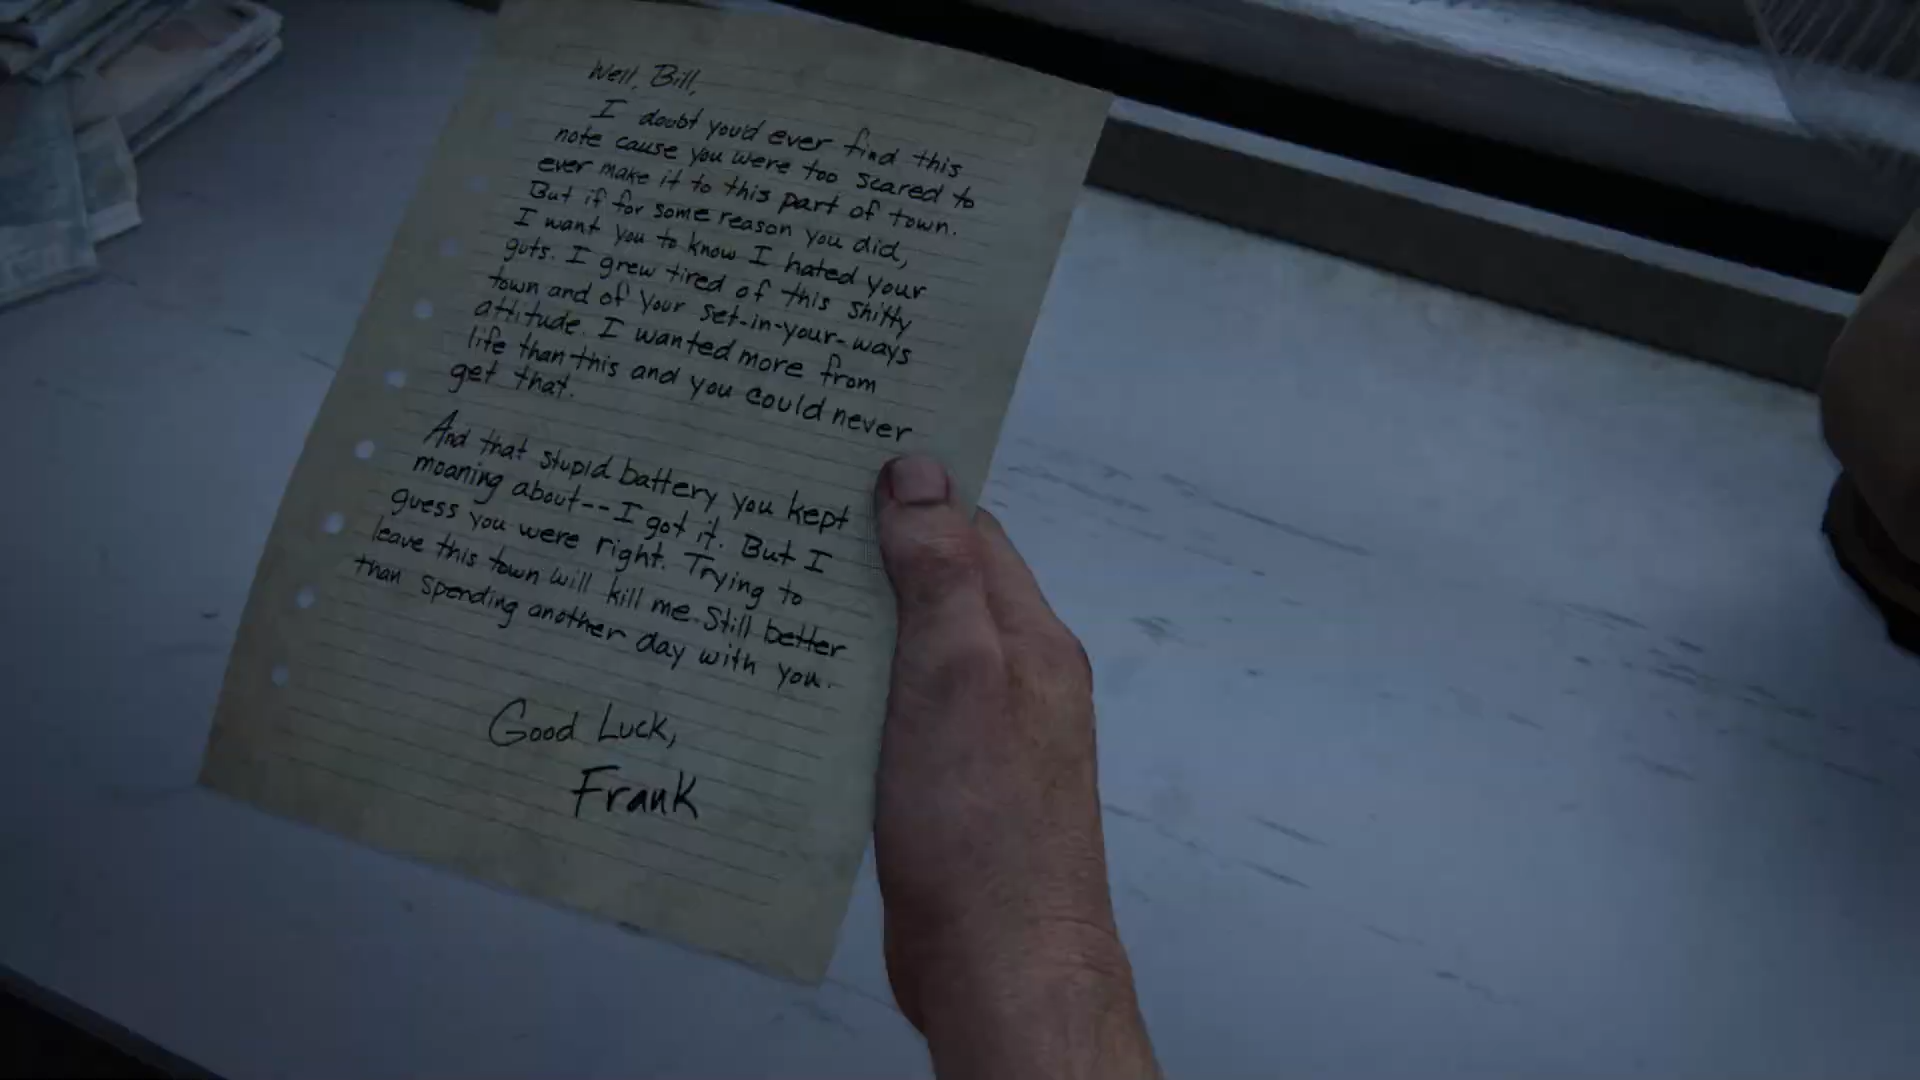 Well, Bill,
I doubt you'd ever find this
note cause you were too scared to
ever make it to this part of town.
But if for some reason you did,
I want you to know I hated your
guts. I grew tired of this shitty
town and of your set-in-your-ways
attitude. I wanted more from
life than this and you could never
get that.
And that stupid battery you kept
moaning about--I got it. But I
guess you were right. Trying to
leave this town will kill me. Still better
than spending another day with you.
Good Luck,
Frank